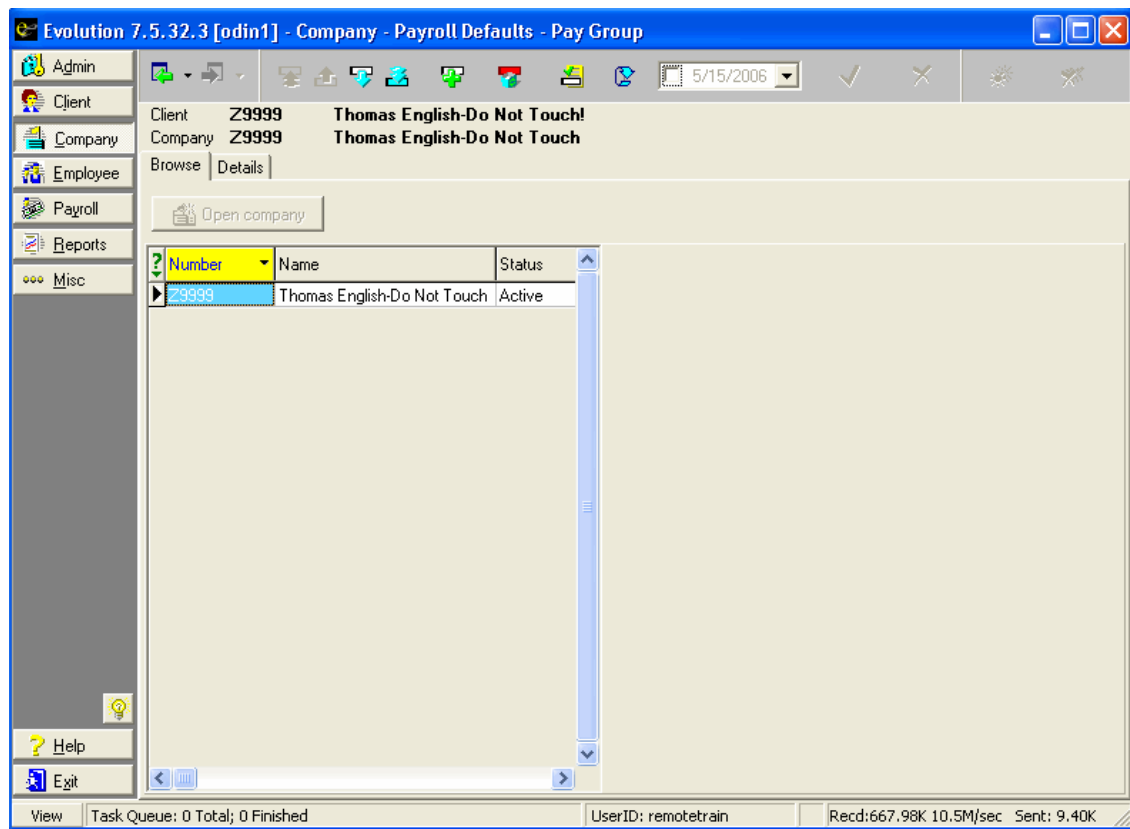 Evolution 7.5.32.3 [odin1] - Company - Payroll Defaults - Pay Group
Admin
Client
Company
Employee
Payroll
Reports
Misc
5/15/2006
Client Z9999 Thomas English-Do Not Touch!
Company Z9999 Thomas English-Do Not Touch
Browse Details
Open company
? Number Name Status
Z9999 Thomas English-Do Not Touch Active
Help
Exit
View Task Queue: 0 Total; 0 Finished UserID: remotetrain Recd:667.98K 10.5M/sec Sent: 9.40K